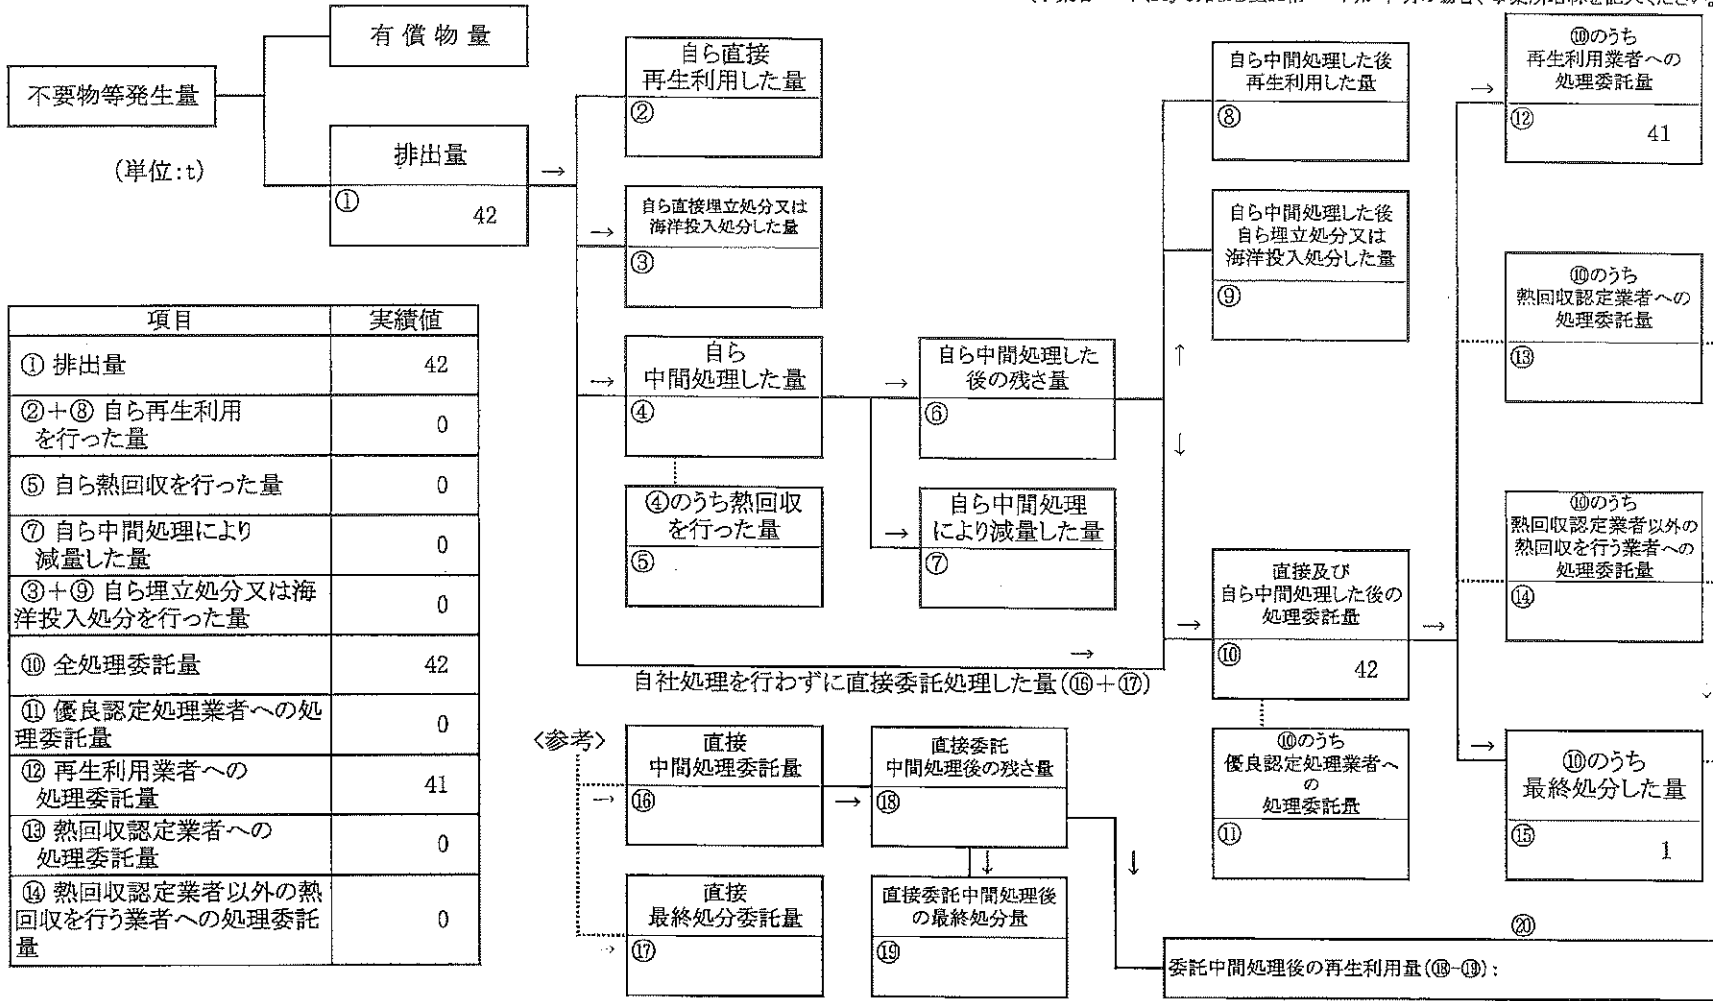 有償物量
不要物等発生量
(単位:t)
排出量
→
①
42
自ら直接
再生利用した量
②
自ら直接埋立処分又は
海洋投入処分した量
→
③
自ら
中間処理した量
→
④
④のうち熱回収
を行った量
⑤
自ら中間処理した
後の残さ量
→
⑥
自ら中間処理
により減量した量
→
⑦
自ら中間処理した後
再生利用した量
⑧
自ら中間処理した後
自ら埋立処分又は
海洋投入処分した量
⑨
↑
↓
直接及び
自ら中間処理した後の
処理委託量
→
⑩
42
→
⑩のうち
優良認定処理業者へ
の
処理委託量
⑪
⑩のうち
再生利用業者への
処理委託量
→
⑫
41
⑩のうち
熱回収認定業者への
処理委託量
⑬
⑩のうち
熱回収認定業者以外の
熱回収を行う業者への
処理委託量
⑭
⑩のうち
最終処分した量
→
⑮
1
→
自社処理を行わずに直接委託処理した量(⑯+⑰)
〈参考〉
直接
中間処理委託量
→
⑯
直接
最終処分委託量
→
⑰
直接委託
中間処理後の残さ量
→
⑱
↓
直接委託中間処理後
の最終処分量
⑲
↓
⑳
委託中間処理後の再生利用量(⑱-⑲):
項目 実績値
① 排出量 42
②+⑧ 自ら再生利用
を行った量 0
⑤ 自ら熱回収を行った量 0
⑦ 自ら中間処理により
減量した量 0
③+⑨ 自ら埋立処分又は海
洋投入処分を行った量 0
⑩ 全処理委託量 42
⑪ 優良認定処理業者への処
理委託量 0
⑫ 再生利用業者への
処理委託量 41
⑬ 熱回収認定業者への
処理委託量 0
⑭ 熱回収認定業者以外の熱
回収を行う業者への処理委託
量 0